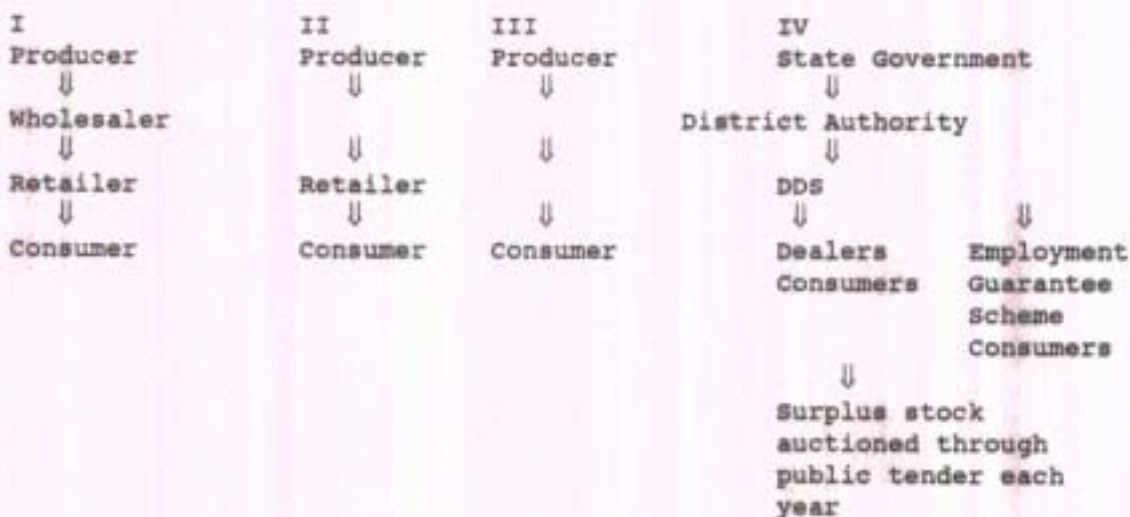 I II III IV
Producer Producer Producer State Government
⇓ ⇓ ⇓ ⇓
Wholesaler District Authority
⇓ ⇓ ⇓ ⇓
Retailer Retailer DDS
⇓ ⇓ ⇓ ⇓ ⇓
Consumer Consumer Consumer Dealers Employment
Consumers Guarantee
Scheme
Consumers
⇓
Surplus stock
auctioned through
public tender each
year